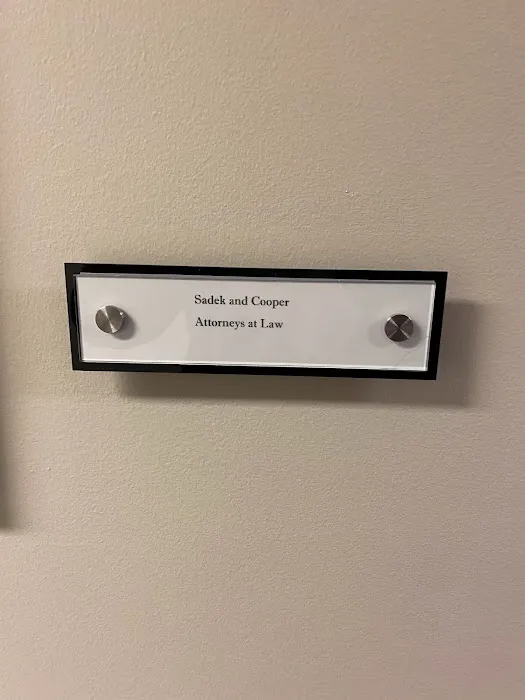 Sadek and Cooper
Attorneys at Law